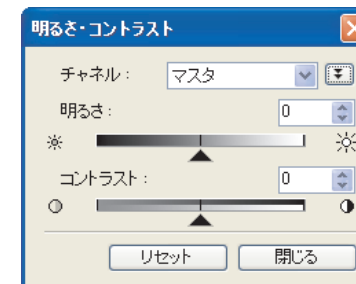 明るさ・コントラスト
チャネル： マスタ
明るさ： 0
コントラスト： 0
リセット 閉じる